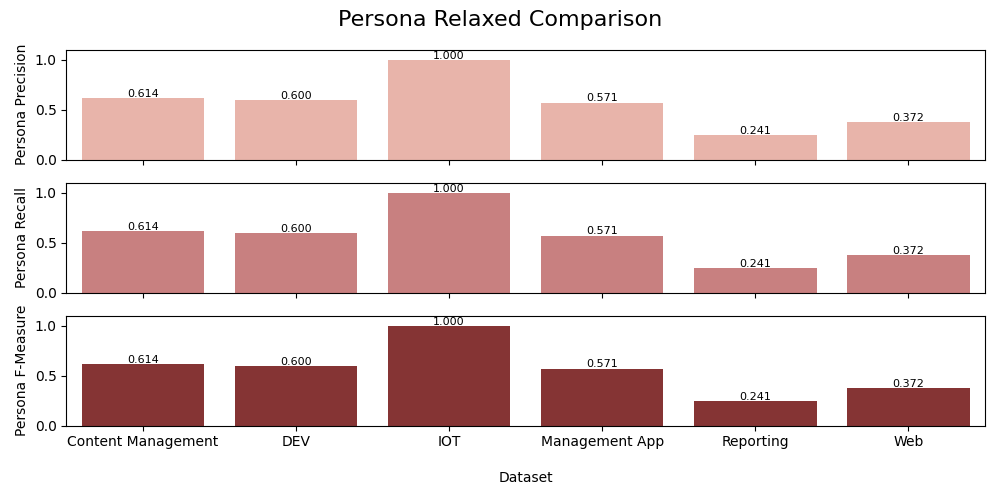 Persona Relaxed Comparison
Persona Precision
1.0
0.5
0.0
0.614
0.600
1.000
0.571
0.241
0.372
Persona Recall
1.0
0.5
0.0
0.614
0.600
1.000
0.571
0.241
0.372
Persona F-Measure
1.0
0.5
0.0
0.614
0.600
1.000
0.571
0.241
0.372
Content Management
DEV
IOT
Management App
Reporting
Web
Dataset